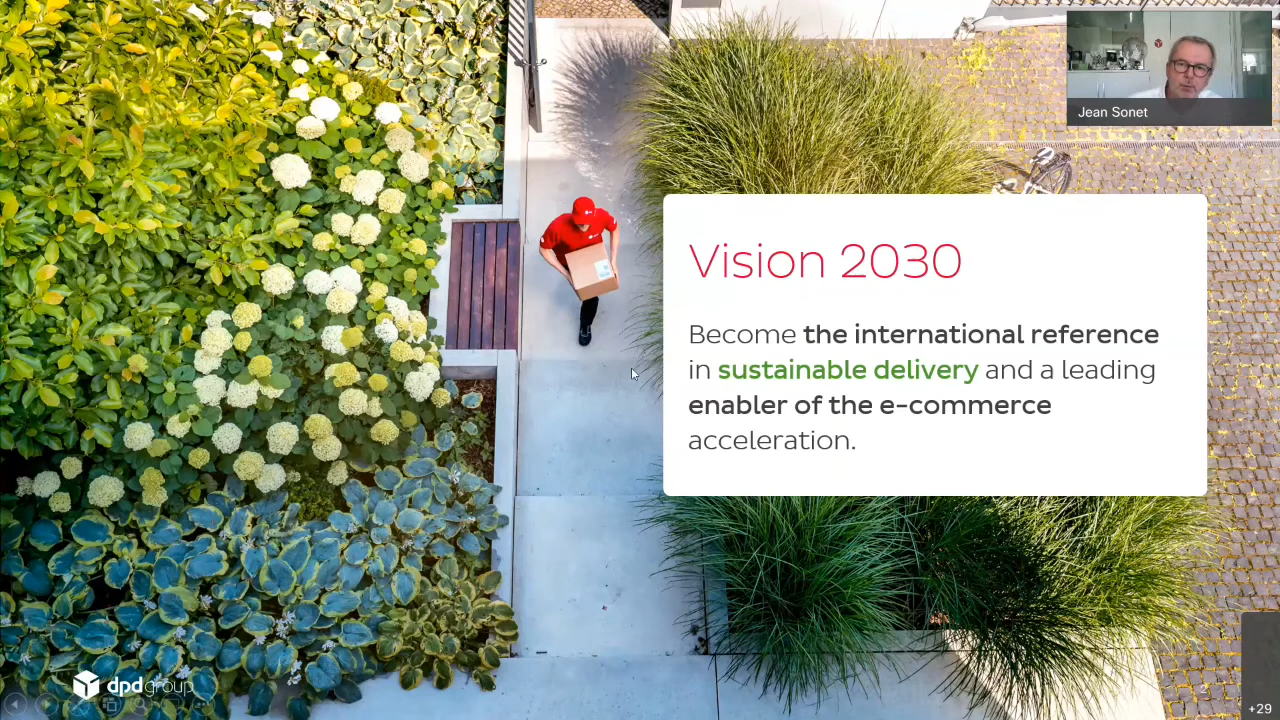 Jean Sonet
Vision 2030
Become the international reference
in sustainable delivery and a leading
enabler of the e-commerce
acceleration.
dpdgroup
2
+29